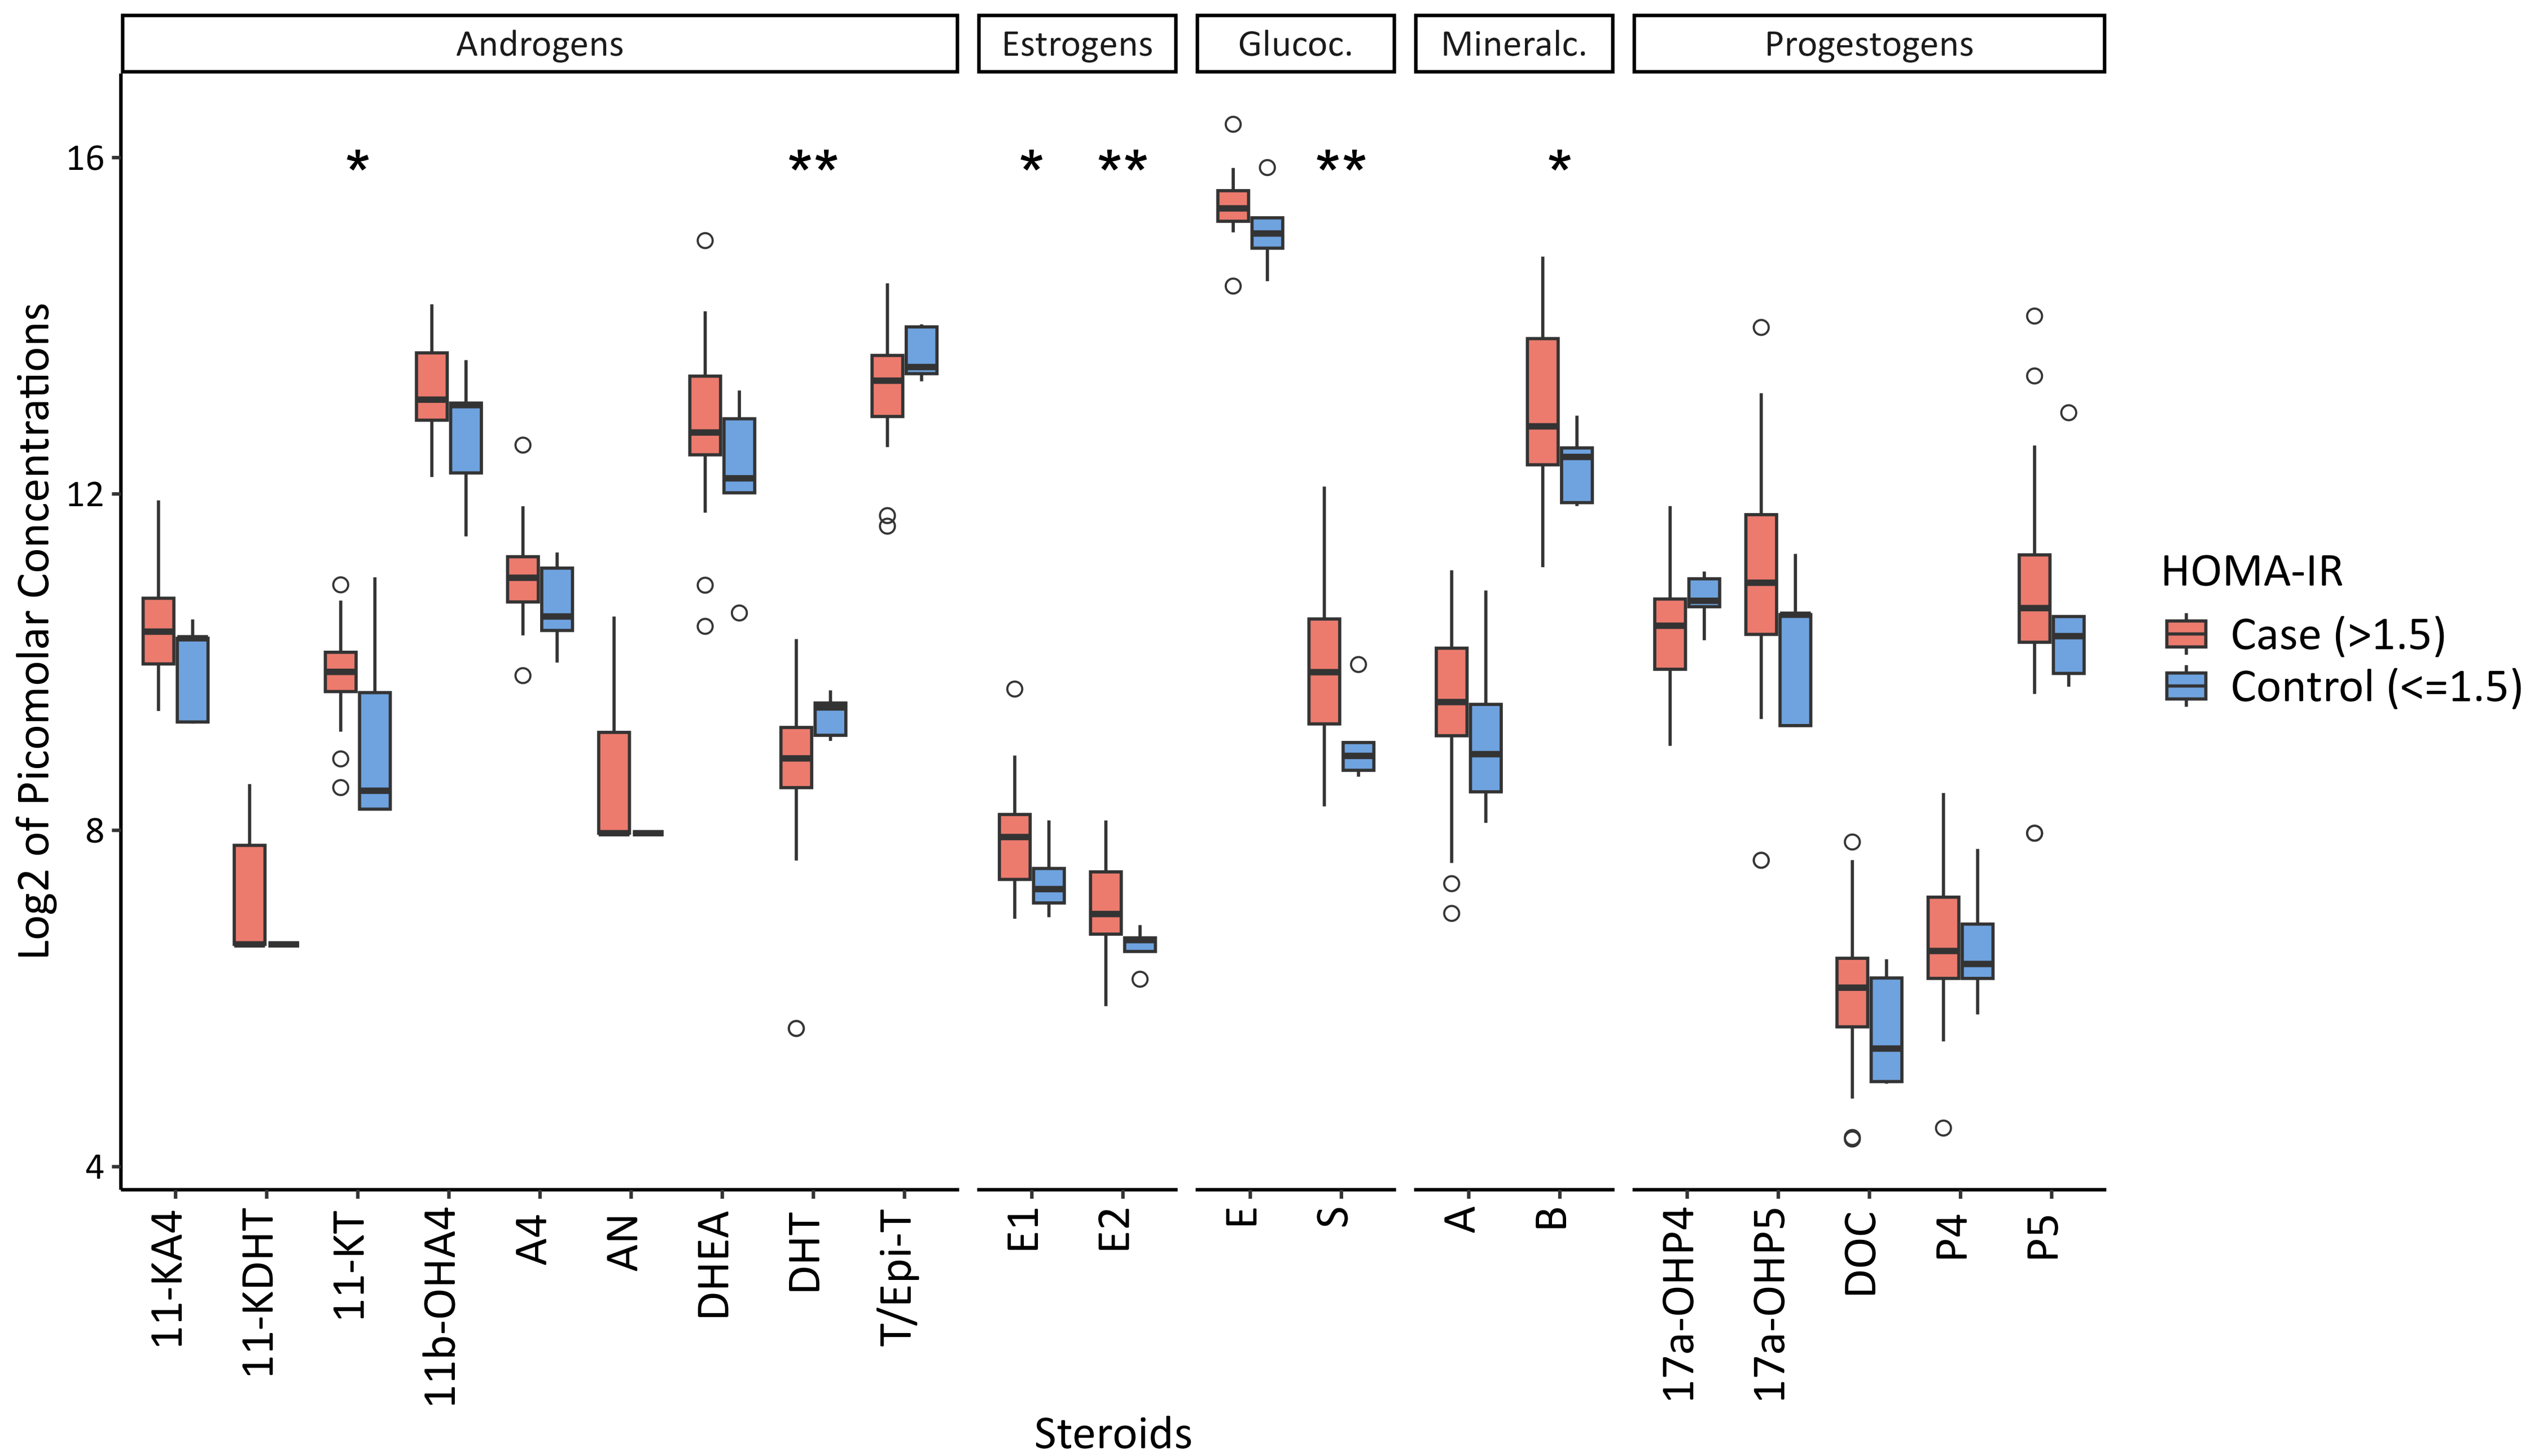 Androgens
Estrogens
Glucoc.
Mineralc.
Progestogens
* ** * ** ** *
Log2 of Picomolar Concentrations
16
12
8
4
11-KA4
11-KDHT
11-KT
11b-OHA4
A4
AN
DHEA
DHT
T/Epi-T
E1
E2
E
S
A
B
17a-OHP4
17a-OHP5
DOC
P4
P5
Steroids
HOMA-IR
Case (>1.5)
Control (<=1.5)